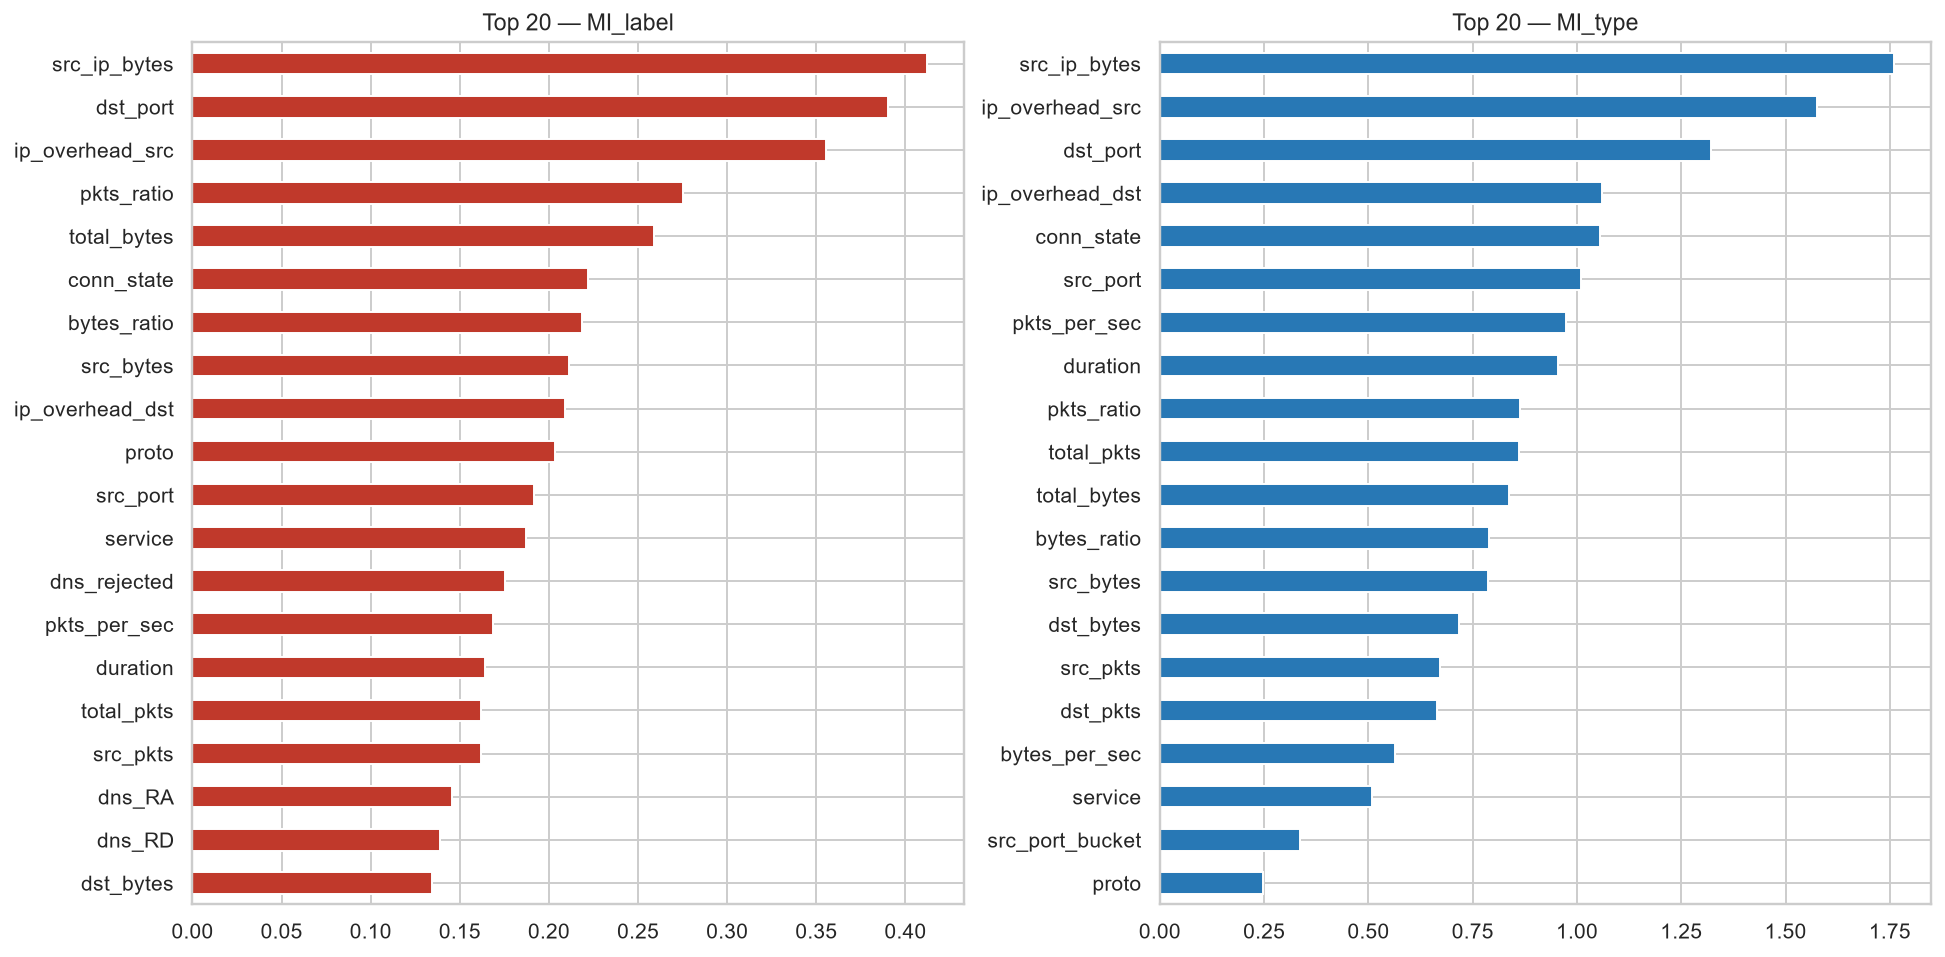 Top 20 — MI_label
src_ip_bytes
dst_port
ip_overhead_src
pkts_ratio
total_bytes
conn_state
bytes_ratio
src_bytes
ip_overhead_dst
proto
src_port
service
dns_rejected
pkts_per_sec
duration
total_pkts
src_pkts
dns_RA
dns_RD
dst_bytes
0.00 0.05 0.10 0.15 0.20 0.25 0.30 0.35 0.40
Top 20 — MI_type
src_ip_bytes
ip_overhead_src
dst_port
ip_overhead_dst
conn_state
src_port
pkts_per_sec
duration
pkts_ratio
total_pkts
total_bytes
bytes_ratio
src_bytes
dst_bytes
src_pkts
dst_pkts
bytes_per_sec
service
src_port_bucket
proto
0.00 0.25 0.50 0.75 1.00 1.25 1.50 1.75